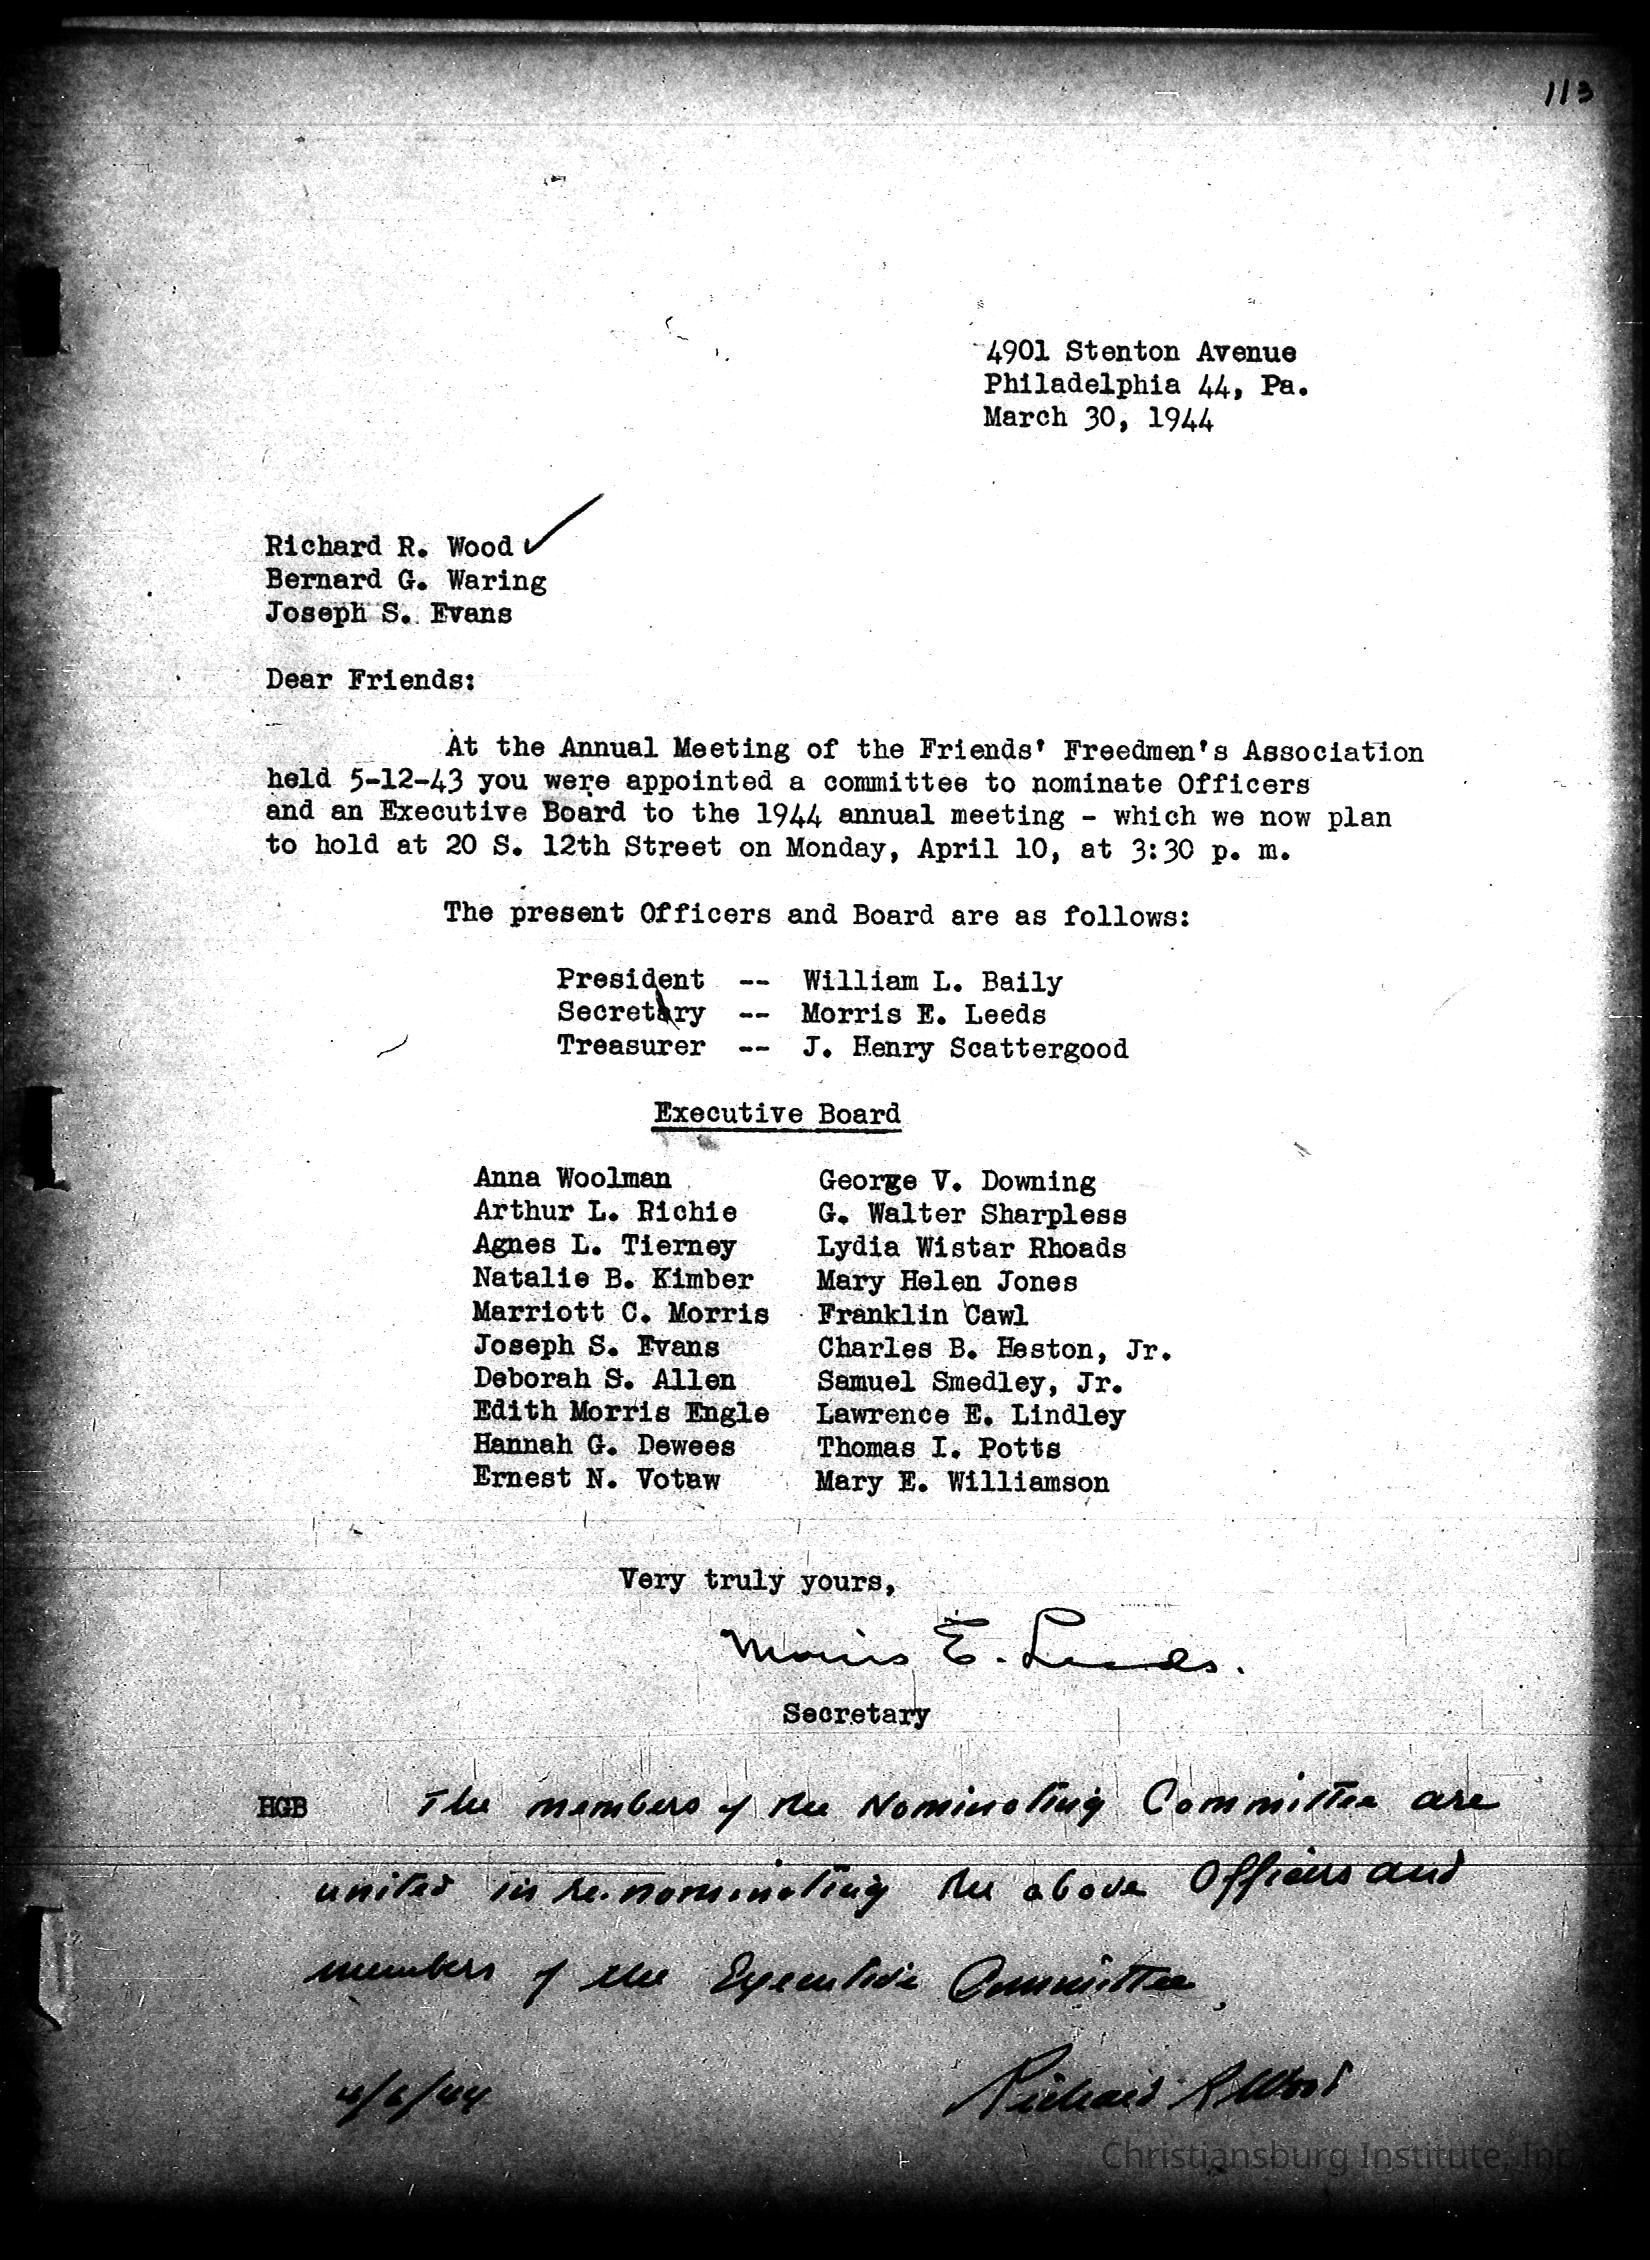 113
4901 Stenton Avenue
Philadelphia 44, Pa.
March 30, 1944
Richard R. Wood ✓
Bernard G. Waring
Joseph S. Evans
Dear Friends:
At the Annual Meeting of the Friends' Freedmen's Association
held 5-12-43 you were appointed a committee to nominate Officers
and an Executive Board to the 1944 annual meeting - which we now plan
to hold at 20 S. 12th Street on Monday, April 10, at 3:30 p. m.
The present Officers and Board are as follows:
President -- William L. Baily
Secretary -- Morris E. Leeds
Treasurer -- J. Henry Scattergood
Executive Board
Anna Woolman George V. Downing
Arthur L. Richie G. Walter Sharpless
Agnes L. Tierney Lydia Wistar Rhoads
Natalie B. Kimber Mary Helen Jones
Marriott C. Morris Franklin Cawl
Joseph S. Evans Charles B. Heston, Jr.
Deborah S. Allen Samuel Smedley, Jr.
Edith Morris Engle Lawrence E. Lindley
Hannah G. Dewees Thomas I. Potts
Ernest N. Votaw Mary E. Williamson
Very truly yours,
Morris E. Leeds.
Secretary
HGB The members of the Nominating Committee are
united in re-nominating the above Officers and
members of the Executive Committee.
4/6/44 Richard R Wood
Christiansburg Institute, Inc